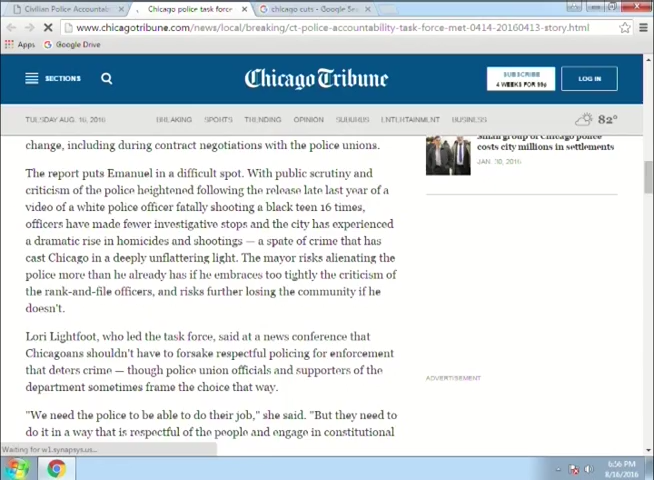 Civilian Police Accountab
Chicago police task force
chicago cuts - Google Sea
www.chicagotribune.com/news/local/breaking/ct-police-accountability-task-force-met-0414-20160413-story.html
Apps
Google Drive
SECTIONS
Chicago Tribune
SUBSCRIBE
4 WEEKS FOR 99¢
LOG IN
TUESDAY AUG. 16, 2016
BREAKING
SPORTS
TRENDING
OPINION
SUBURBS
ENTERTAINMENT
BUSINESS
82°
change, including during contract negotiations with the police unions.
The report puts Emanuel in a difficult spot. With public scrutiny and
criticism of the police heightened following the release late last year of a
video of a white police officer fatally shooting a black teen 16 times,
officers have made fewer investigative stops and the city has experienced
a dramatic rise in homicides and shootings — a spate of crime that has
cast Chicago in a deeply unflattering light. The mayor risks alienating the
police more than he already has if he embraces too tightly the criticism of
the rank-and-file officers, and risks further losing the community if he
doesn't.
Lori Lightfoot, who led the task force, said at a news conference that
Chicagoans shouldn't have to forsake respectful policing for enforcement
that deters crime — though police union officials and supporters of the
department sometimes frame the choice that way.
"We need the police to be able to do their job," she said. "But they need to
do it in a way that is respectful of the people and engage in constitutional
small group of Chicago police
costs city millions in settlements
JAN 30, 2016
ADVERTISEMENT
Waiting for w1.synapsys.us...
6:56 PM
8/16/2016